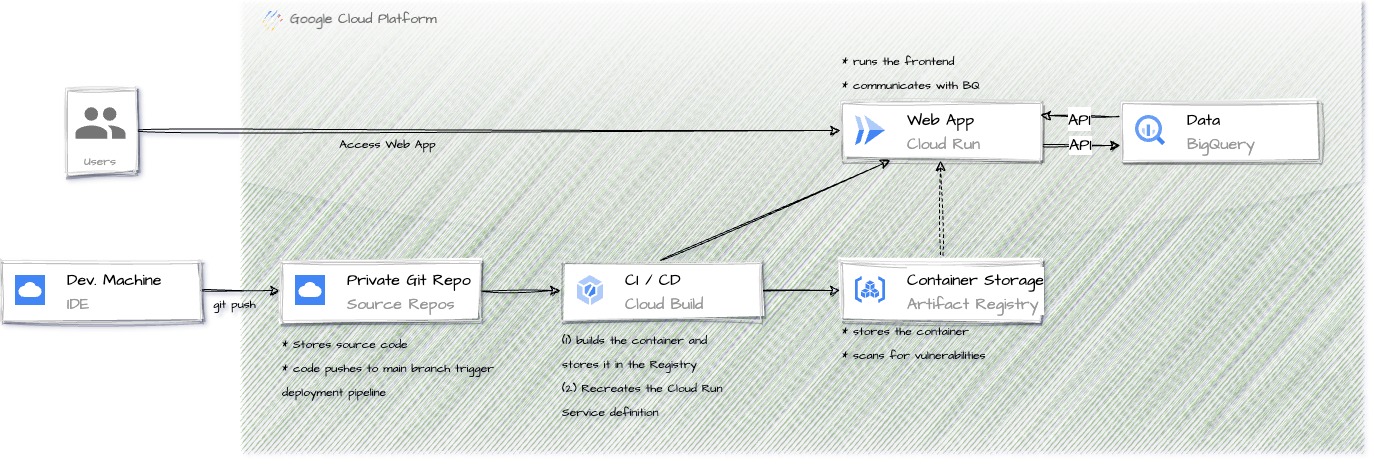 Google Cloud Platform
* runs the frontend
* communicates with BQ
Users
Access Web App
Web App
Cloud Run
API
API
Data
BigQuery
Dev. Machine
IDE
git push
Private Git Repo
Source Repos
* Stores source code
* code pushes to main branch trigger
deployment pipeline
CI / CD
Cloud Build
(1) builds the container and
stores it in the Registry
(2) Recreates the Cloud Run
Service definition
Container Storage
Artifact Registry
* stores the container
* scans for vulnerabilities